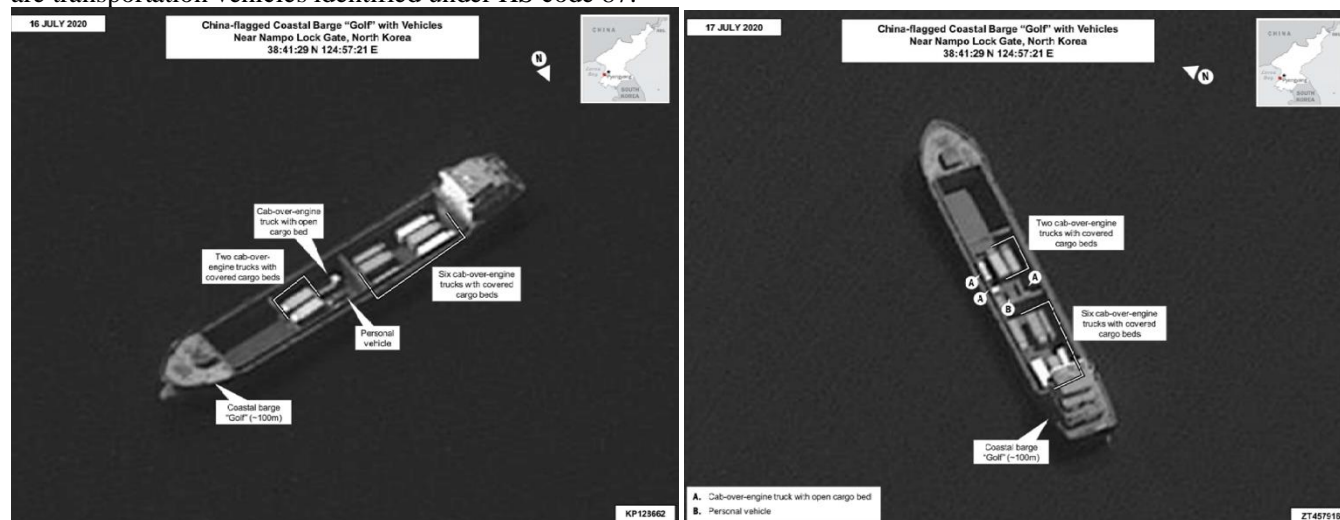 are transportation vehicles identified under HS code 87.
16 JULY 2020
China-flagged Coastal Barge "Golf" with Vehicles
Near Nampo Lock Gate, North Korea
38:41:29 N 124:57:21 E
N
CHINA
Pyongyang
SOUTH
KOREA
Cab-over-engine
truck with open
cargo bed
Two cab-over-
engine trucks with
covered cargo beds
Six cab-over-engine
trucks with covered
cargo beds
Personal
vehicle
Coastal barge
"Golf" (~100m)
KP128662
17 JULY 2020
China-flagged Coastal Barge "Golf" with Vehicles
Near Nampo Lock Gate, North Korea
38:41:29 N 124:57:21 E
N
CHINA
Pyongyang
SOUTH
KOREA
Two cab-over-engine
trucks with covered
cargo beds
A
A
A
B
Six cab-over-engine
trucks with covered
cargo beds
Coastal barge
"Golf" (~100m)
A. Cab-over-engine truck with open cargo bed
B. Personal vehicle
ZT457918